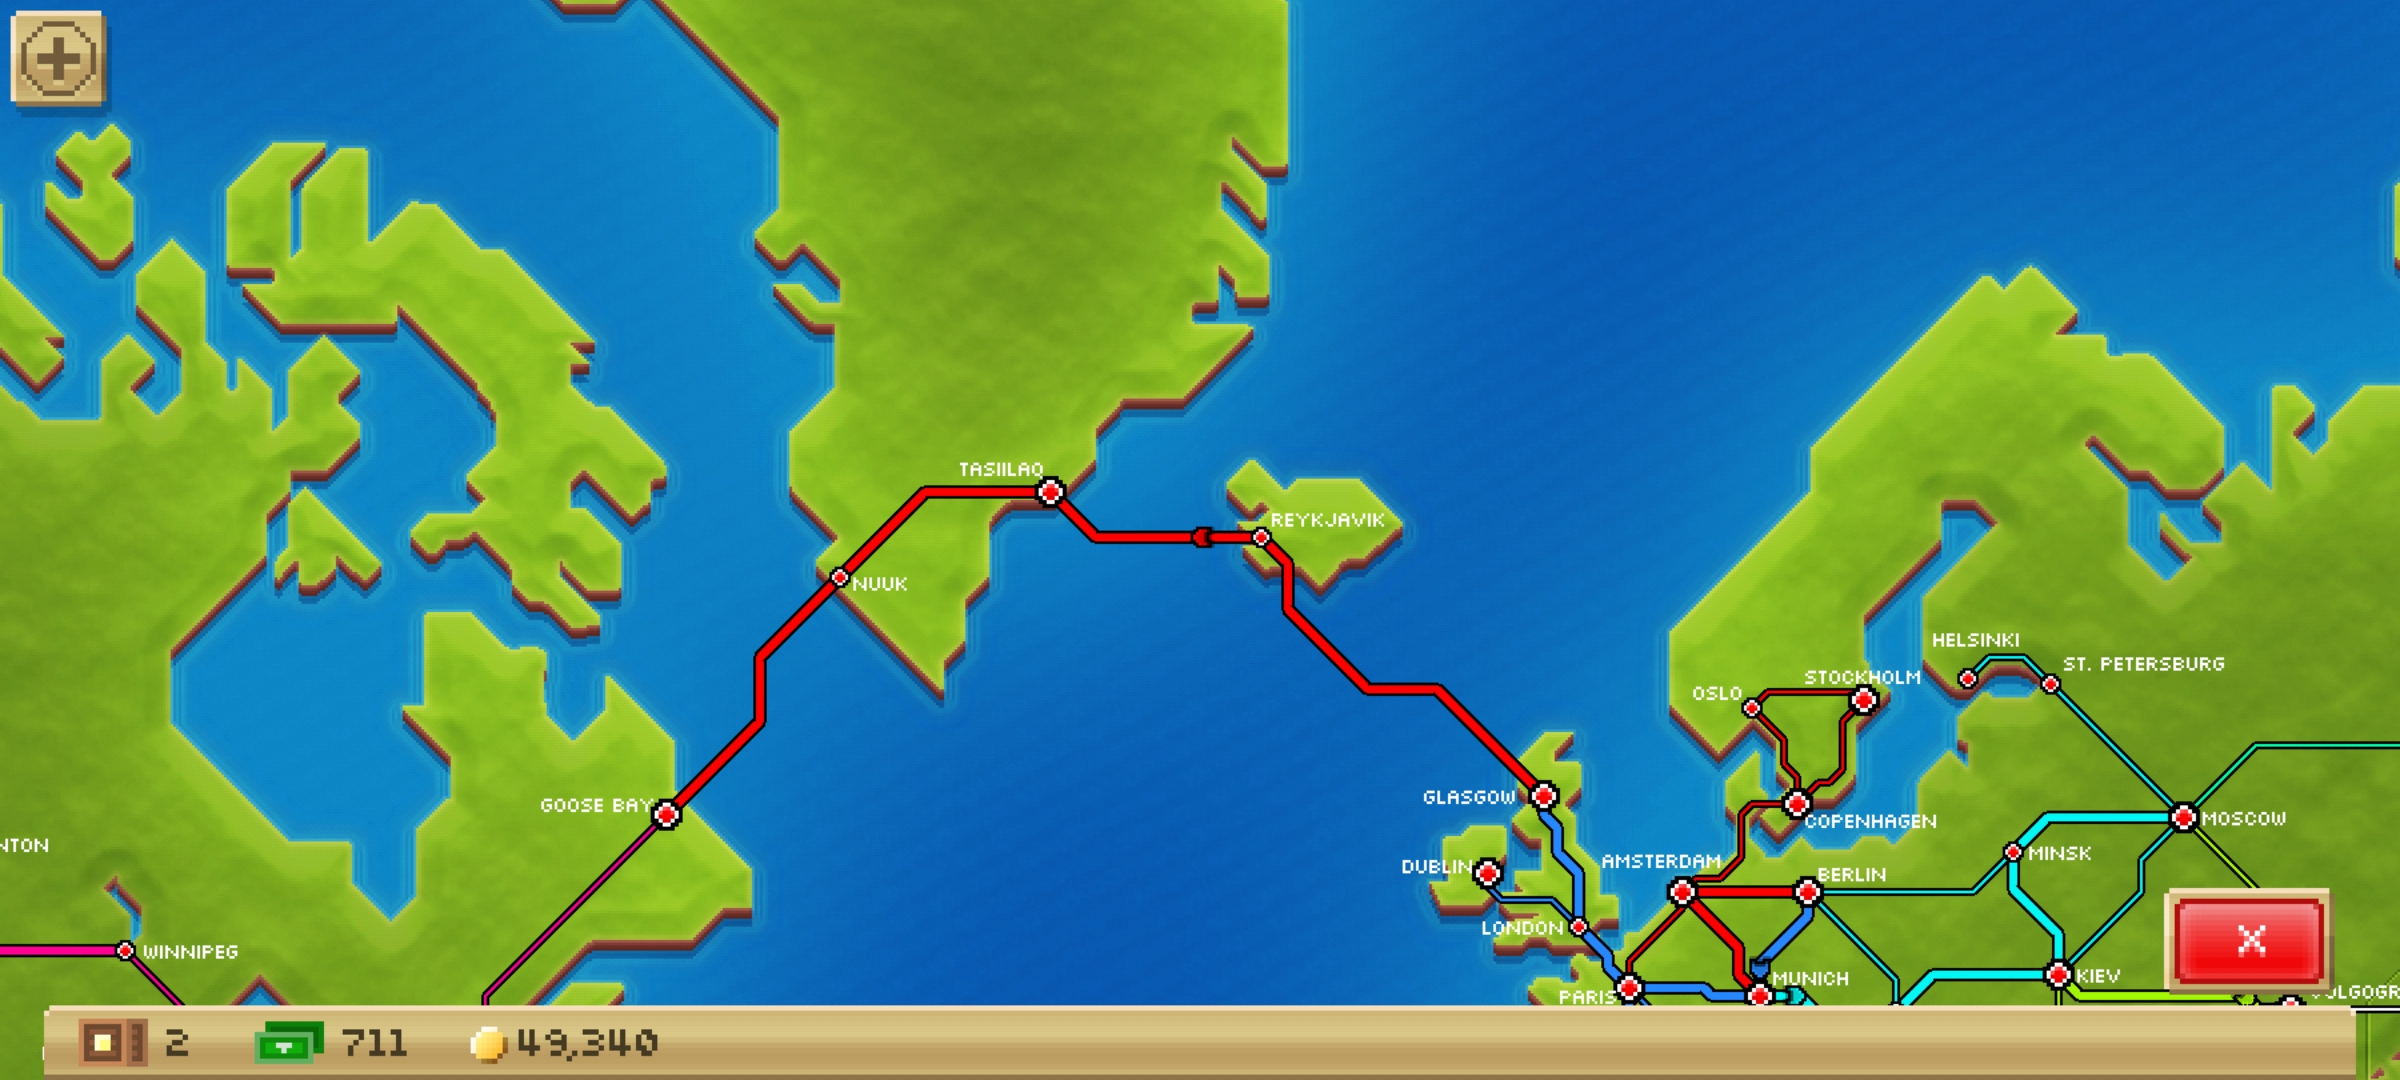 TASIILAQ
REYKJAVIK
NUUK
HELSINKI
ST. PETERSBURG
STOCKHOLM
OSLO
GOOSE BAY
GLASGOW
COPENHAGEN
MOSCOW
NTON
MINSK
AMSTERDAM
DUBLIN
BERLIN
LONDON
WINNIPEG
X
MUNICH
KIEV
PARIS
OLGOGR
2
711
49,340